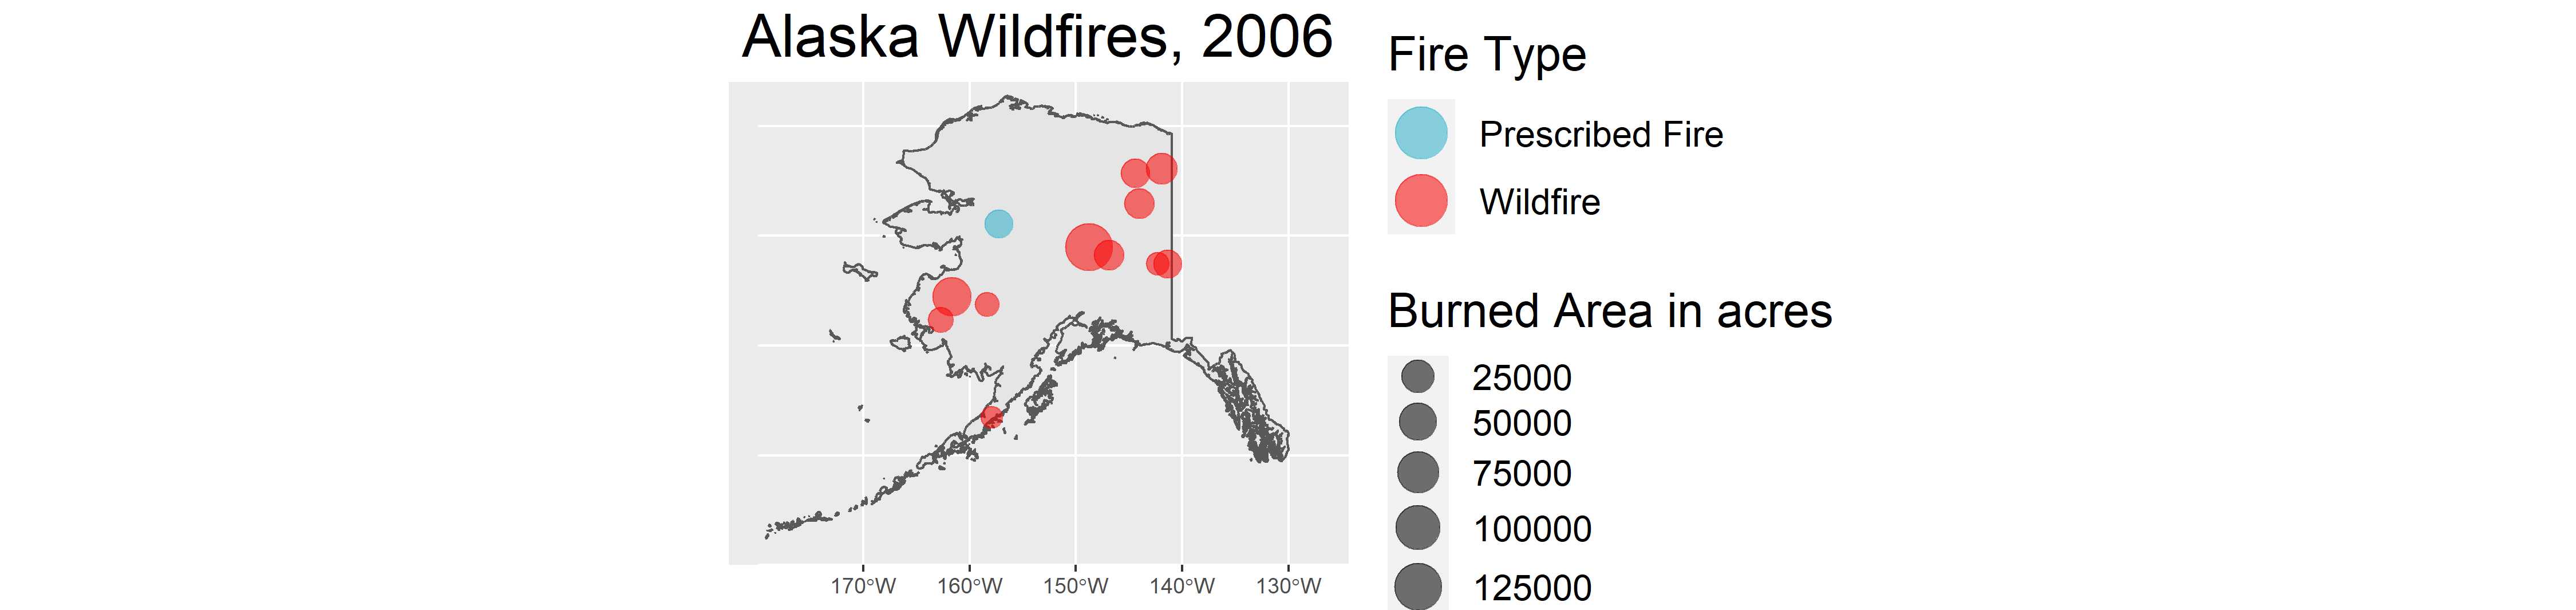 Alaska Wildfires, 2006
170°W 160°W 150°W 140°W 130°W
Fire Type
Prescribed Fire
Wildfire
Burned Area in acres
25000
50000
75000
100000
125000